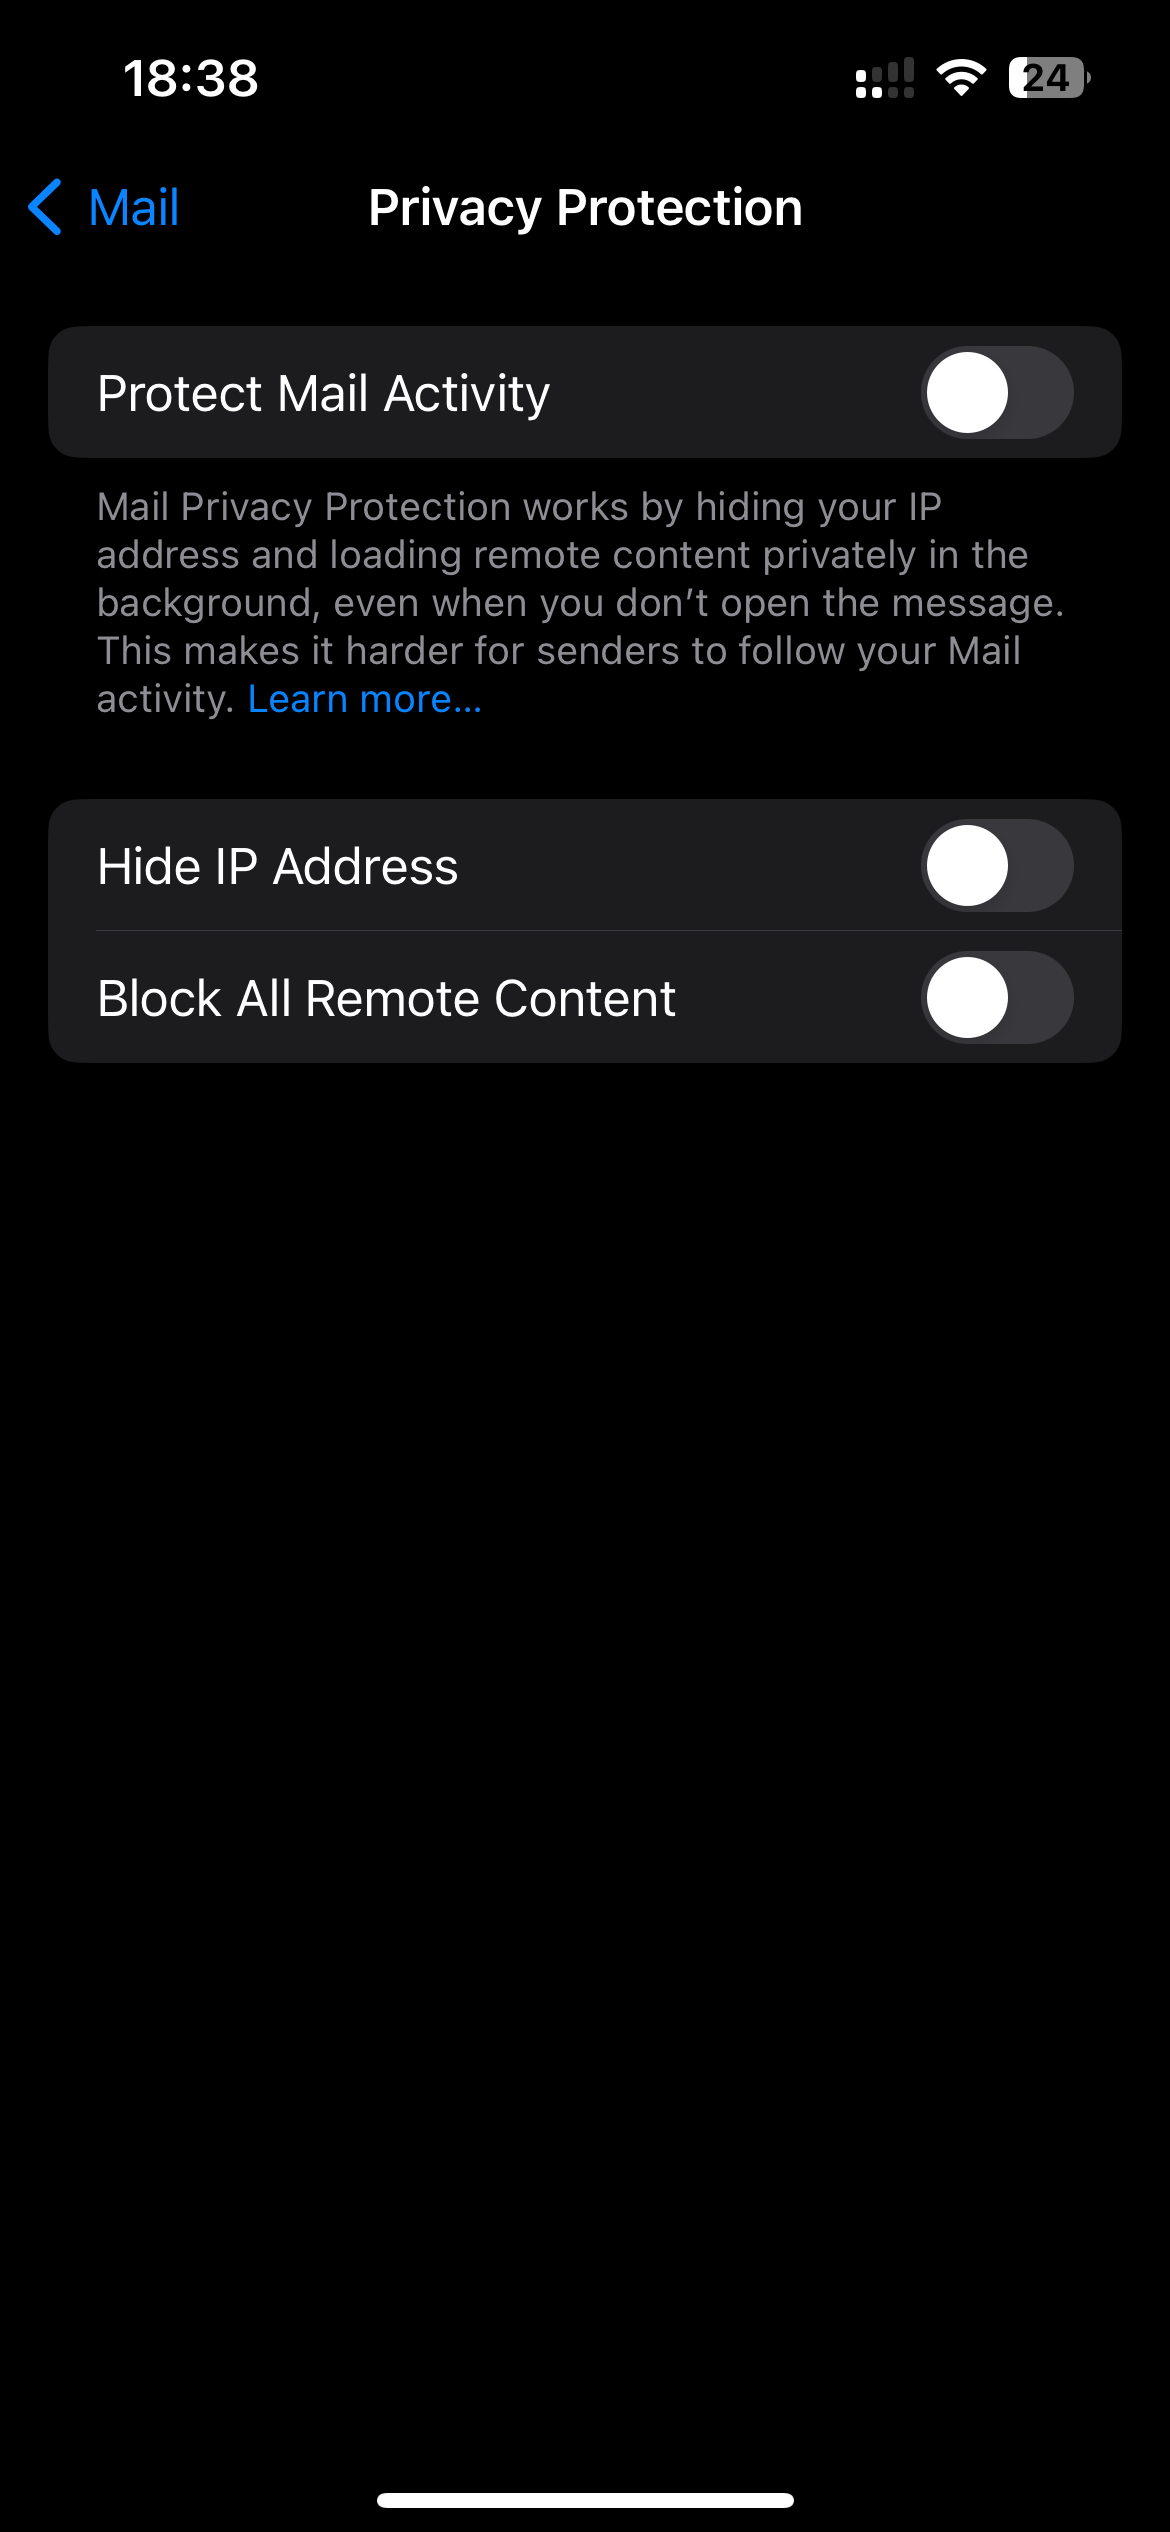 18:38
24
Mail
Privacy Protection
Protect Mail Activity
Mail Privacy Protection works by hiding your IP
address and loading remote content privately in the
background, even when you don’t open the message.
This makes it harder for senders to follow your Mail
activity. Learn more...
Hide IP Address
Block All Remote Content